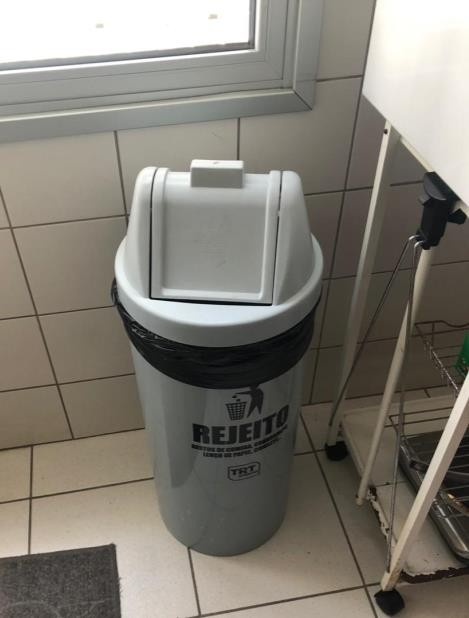 REJEITO
RESTOS DE COMIDA,
LENÇO DE PAPEL,
TRT